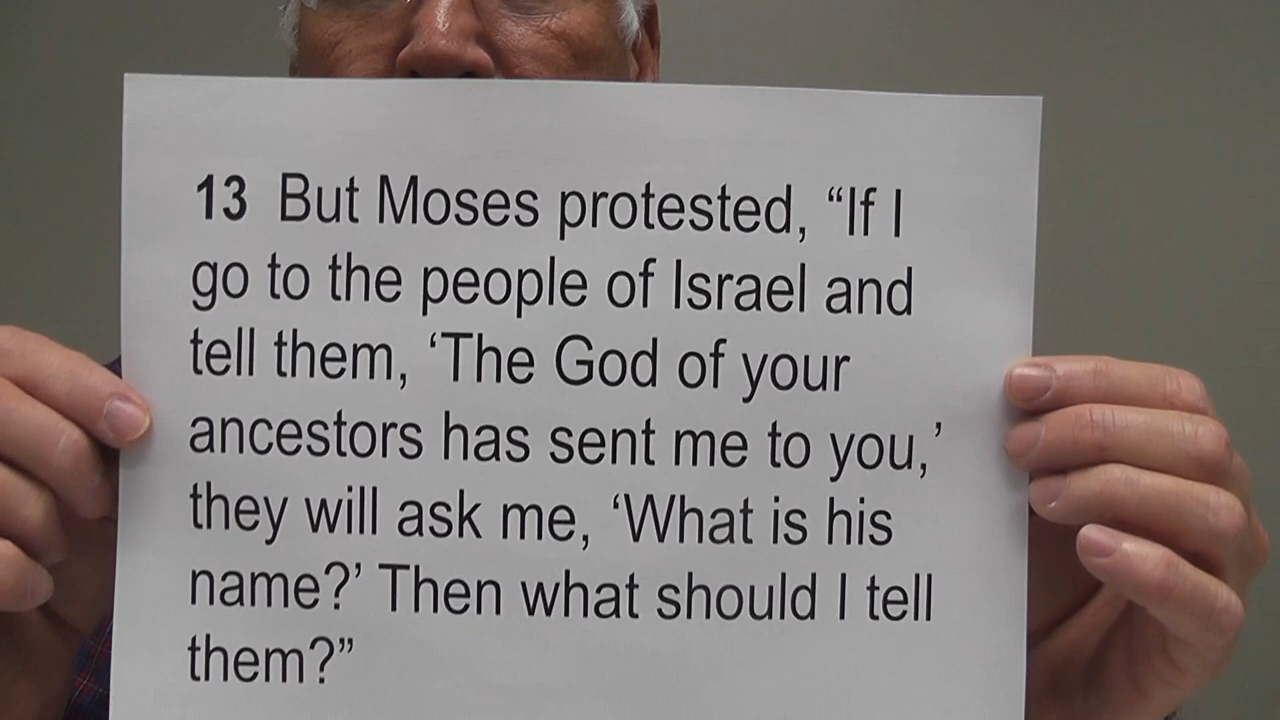 13 But Moses protested, “If I
go to the people of Israel and
tell them, ‘The God of your
ancestors has sent me to you,’
they will ask me, ‘What is his
name?’ Then what should I tell
them?”